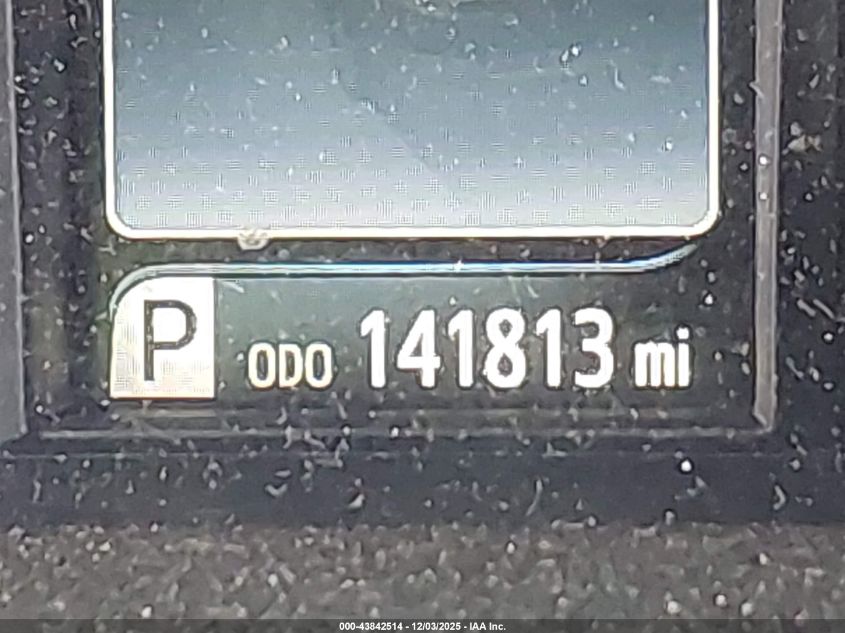 P ODO 141813 mi
000-43842514 - 12/03/2025 - IAA Inc.